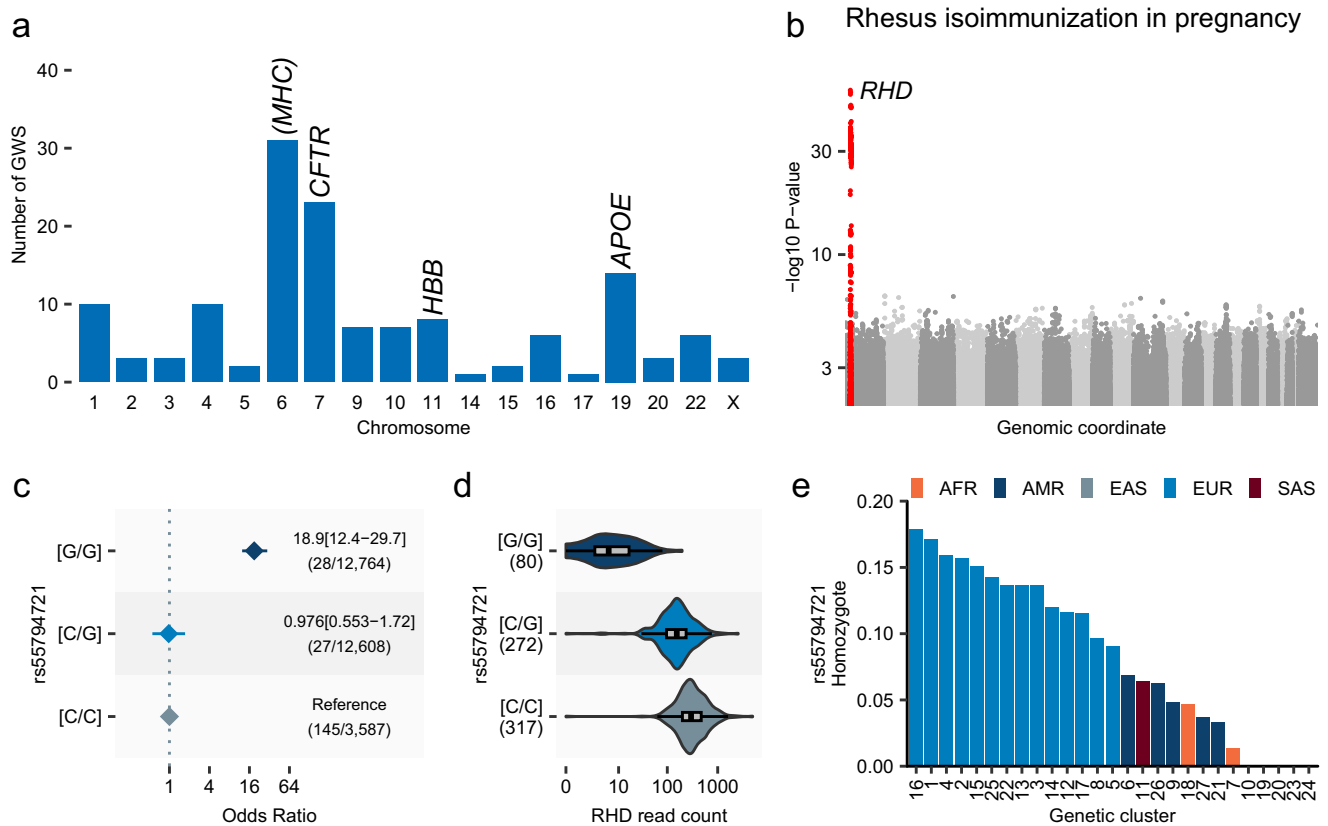 a
Number of GWS
40
30
20
10
0
(MHC)
CFTR
HBB
APOE
1 2 3 4 5 6 7 9 10 11 14 15 16 17 19 20 22 X
Chromosome
b
Rhesus isoimmunization in pregnancy
RHD
−log10 P−value
30
10
3
Genomic coordinate
c
rs55794721
[G/G]
18.9[12.4−29.7]
(28/12,764)
[C/G]
0.976[0.553−1.72]
(27/12,608)
[C/C]
Reference
(145/3,587)
1 4 16 64
Odds Ratio
d
rs55794721
[G/G]
(80)
[C/G]
(272)
[C/C]
(317)
0 10 100 1000
RHD read count
e
AFR AMR EAS EUR SAS
rs55794721
Homozygote
0.20
0.15
0.10
0.05
0.00
16 1 4 2 15 25 22 13 3 14 12 17 8 5 6 11 26 9 18 27 21 7 10 19 20 23 24
Genetic cluster